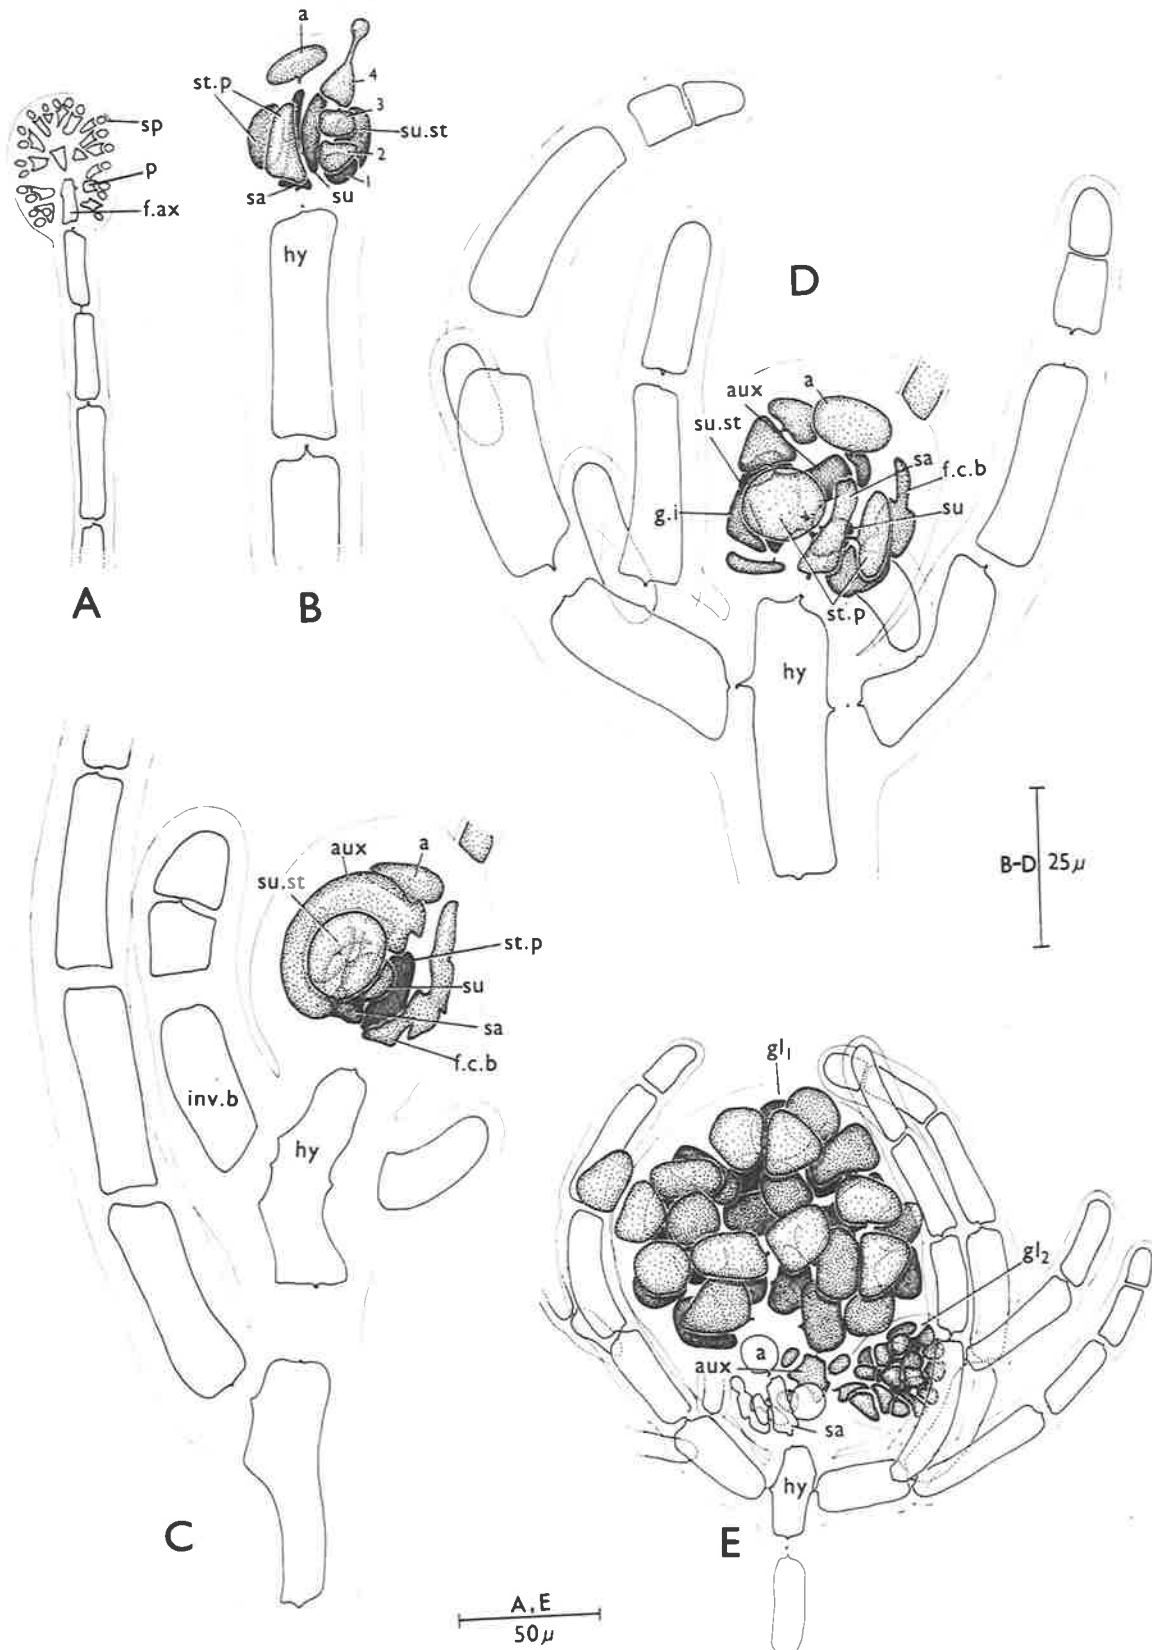 a
st.p
4
3
su.st
2
1
sa
su
hy
sp
p
f.ax
A
B
D
a
aux
su.st
sa
f.c.b
su
g.i
st.p
hy
B-D 25μ
aux
a
su.st
st.p
su
sa
f.c.b
inv.b
hy
C
gl1
gl2
a
aux
sa
hy
E
A, E
50μ